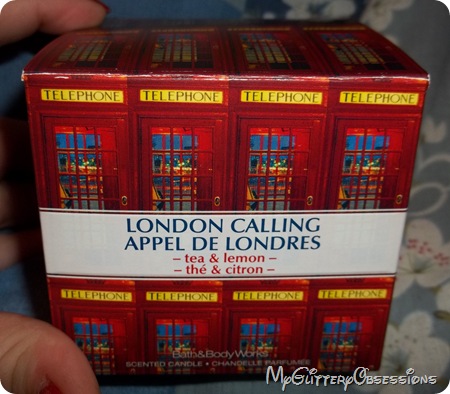 TELEPHONE TELEPHONE TELEPHONE TELEPHONE
LONDON CALLING
APPEL DE LONDRES
– tea & lemon –
– thé & citron –
TELEPHONE TELEPHONE TELEPHONE TELEPHONE
Bath&BodyWorks
SCENTED CANDLE • CHANDELLE PARFUMÉE
MyGlitteryObsessions